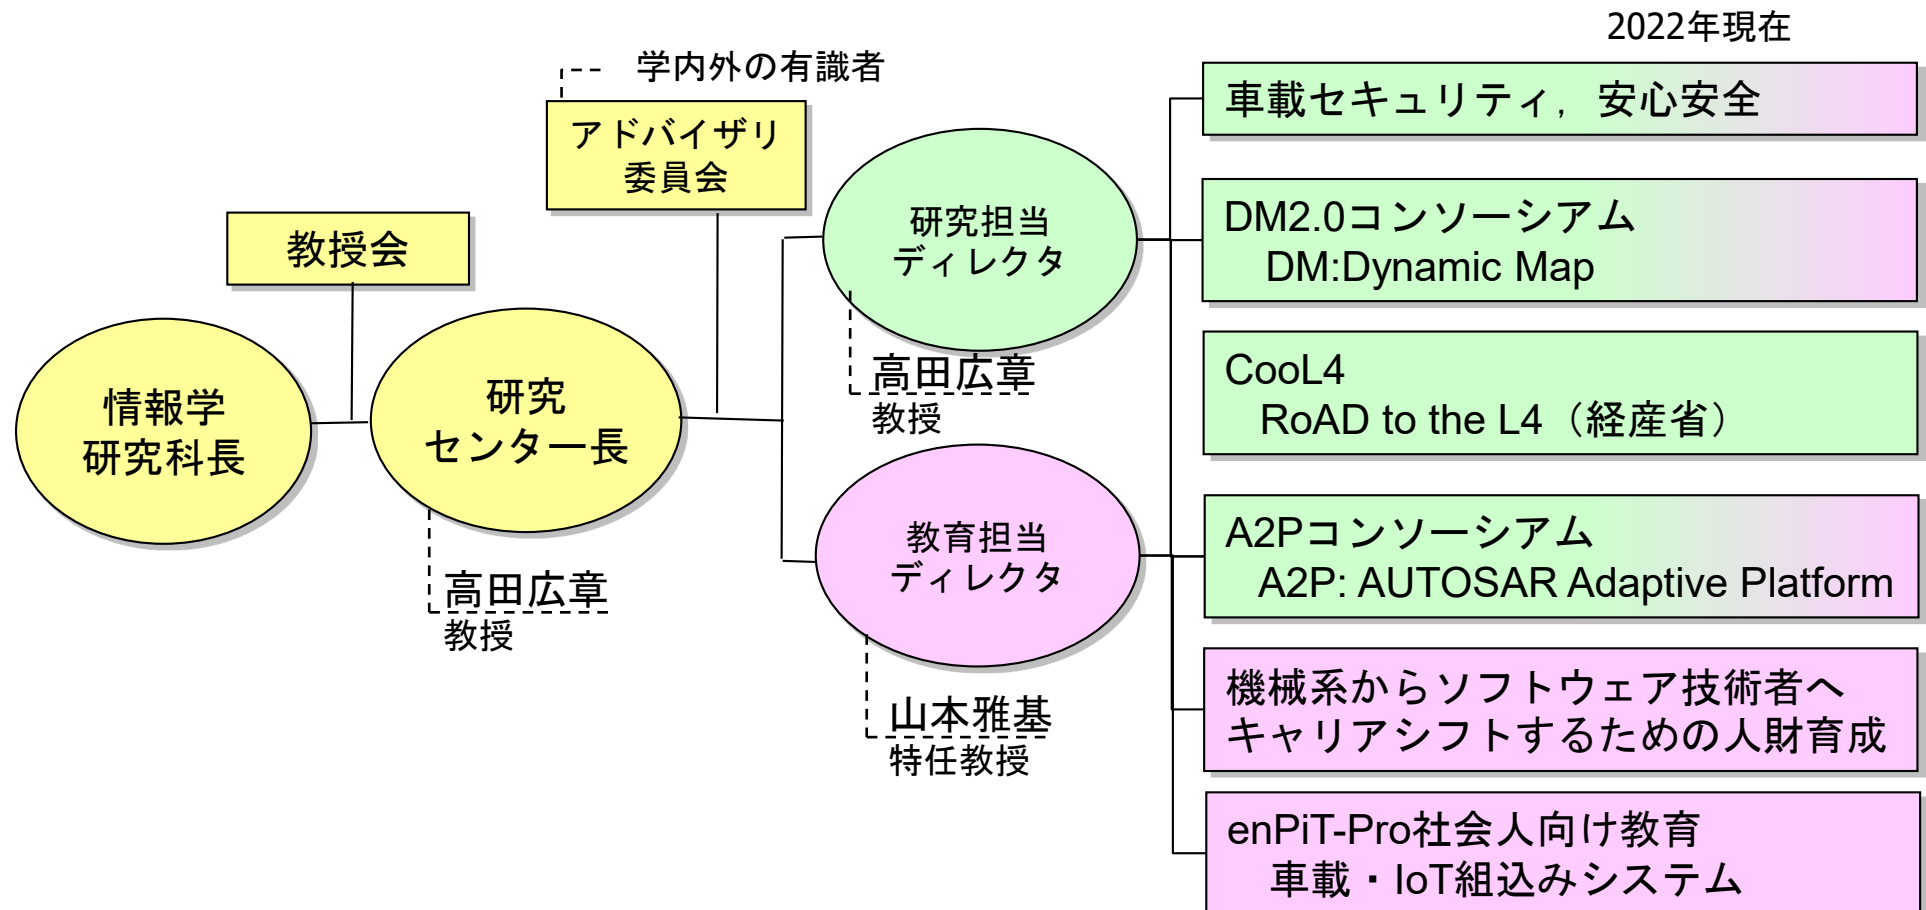 2022年現在
学内外の有識者
アドバイザリ
委員会
教授会
情報学
研究科長
研究
センター長
高田広章
教授
研究担当
ディレクタ
高田広章
教授
教育担当
ディレクタ
山本雅基
特任教授
車載セキュリティ，安心安全
DM2.0コンソーシアム
DM:Dynamic Map
CooL4
RoAD to the L4（経産省）
A2Pコンソーシアム
A2P: AUTOSAR Adaptive Platform
機械系からソフトウェア技術者へ
キャリアシフトするための人財育成
enPiT-Pro社会人向け教育
車載・IoT組込みシステム